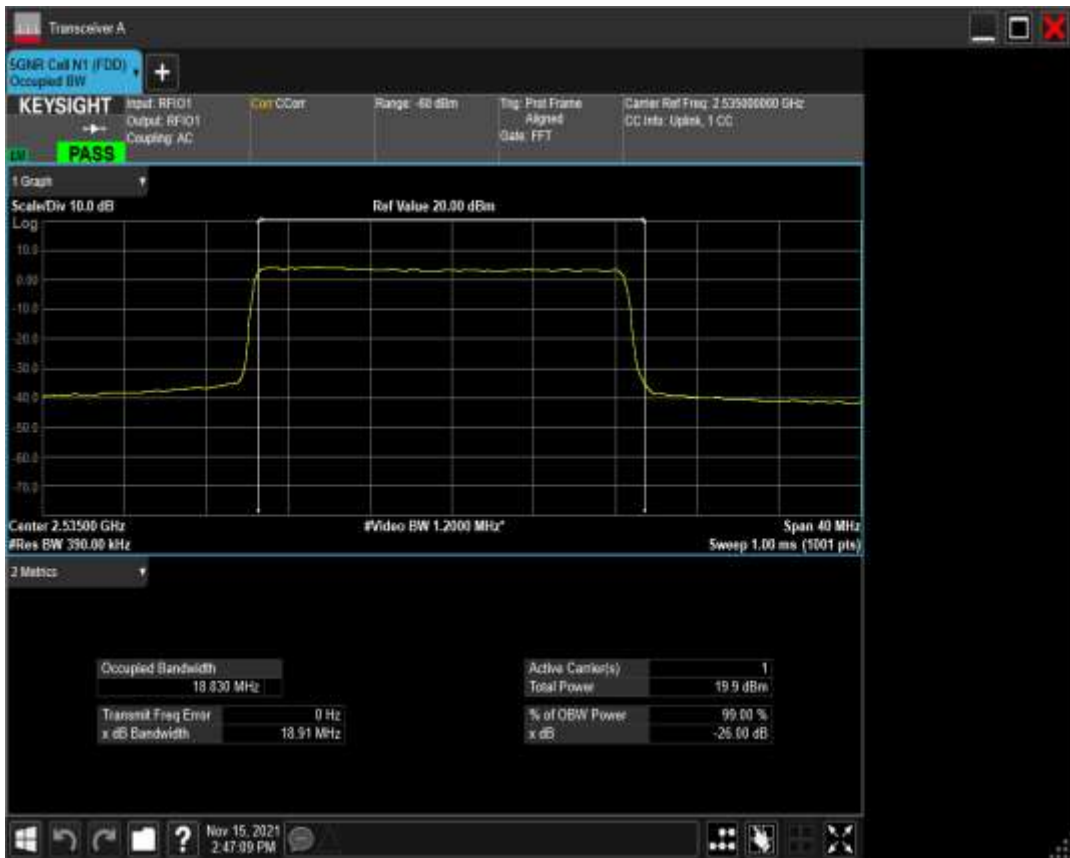 Transceiver A
5GNR Cell N1 (FDD)
Occupied BW
KEYSIGHT
Input: RFIO1
Output: RFIO1
Coupling: AC
Corr CCorr
Range: -60 dBm
Trig: Prot Frame
Aligned
Gate: FFT
Carrier Ref Freq: 2.535000000 GHz
CC Info: Uplink, 1 CC
PASS
1 Graph
Scale/Div 10.0 dB
Ref Value 20.00 dBm
Log
10.0
0.00
-10.0
-20.0
-30.0
-40.0
-50.0
-60.0
-70.0
Center 2.53500 GHz
#Video BW 1.2000 MHz*
Span 40 MHz
#Res BW 390.00 kHz
Sweep 1.00 ms (1001 pts)
2 Metrics
Occupied Bandwidth
18.830 MHz
Transmit Freq Error 0 Hz
x dB Bandwidth 18.91 MHz
Active Carrier(s) 1
Total Power 19.9 dBm
% of OBW Power 99.00 %
x dB -26.00 dB
Nov 15, 2021
2:47:09 PM